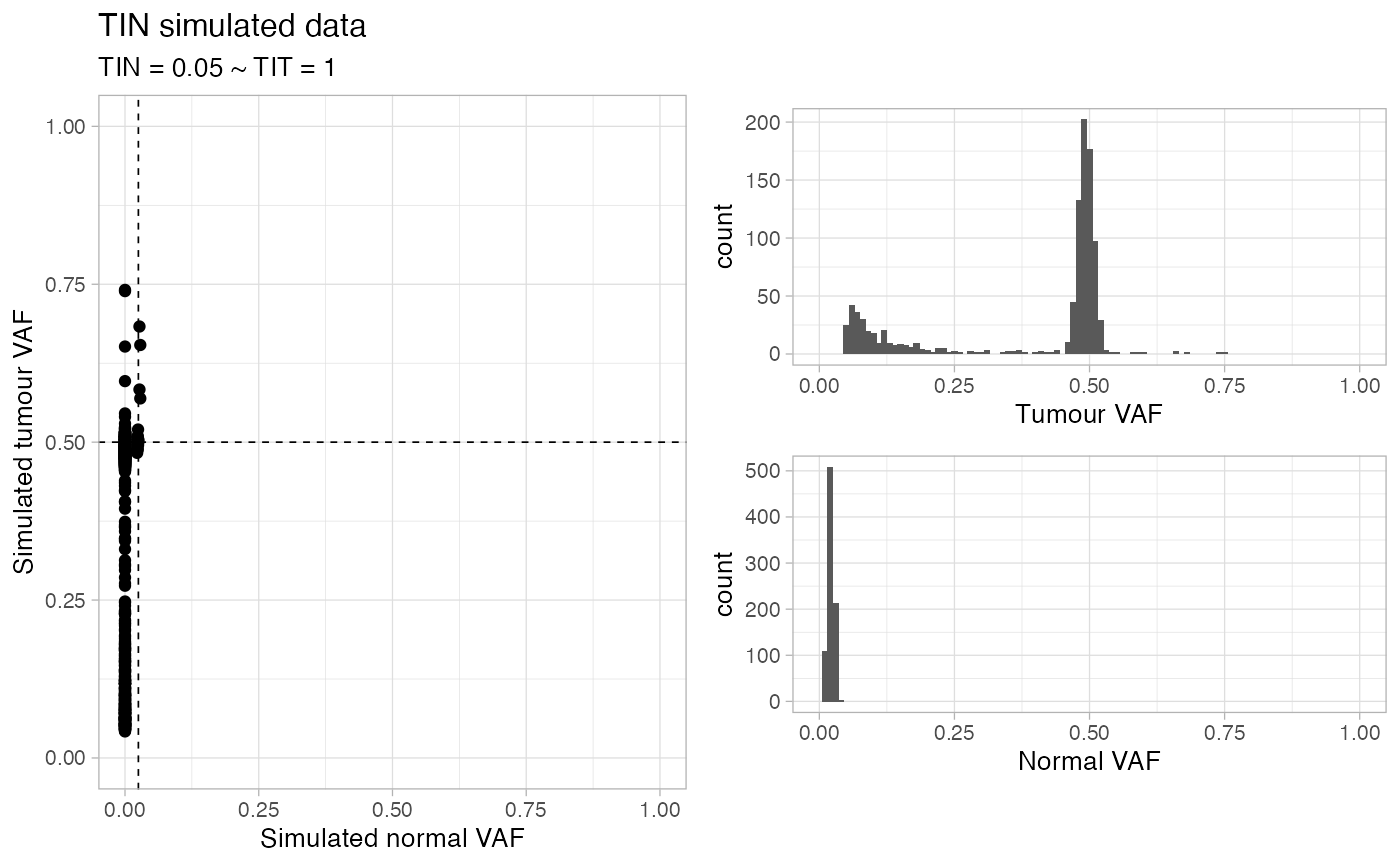 TIN simulated data
TIN = 0.05 ~ TIT = 1
Simulated tumour VAF
1.00
0.75
0.50
0.25
0.00
0.00 0.25 0.50 0.75 1.00
Simulated normal VAF
count
200
150
100
50
0
0.00 0.25 0.50 0.75 1.00
Tumour VAF
count
500
400
300
200
100
0
0.00 0.25 0.50 0.75 1.00
Normal VAF